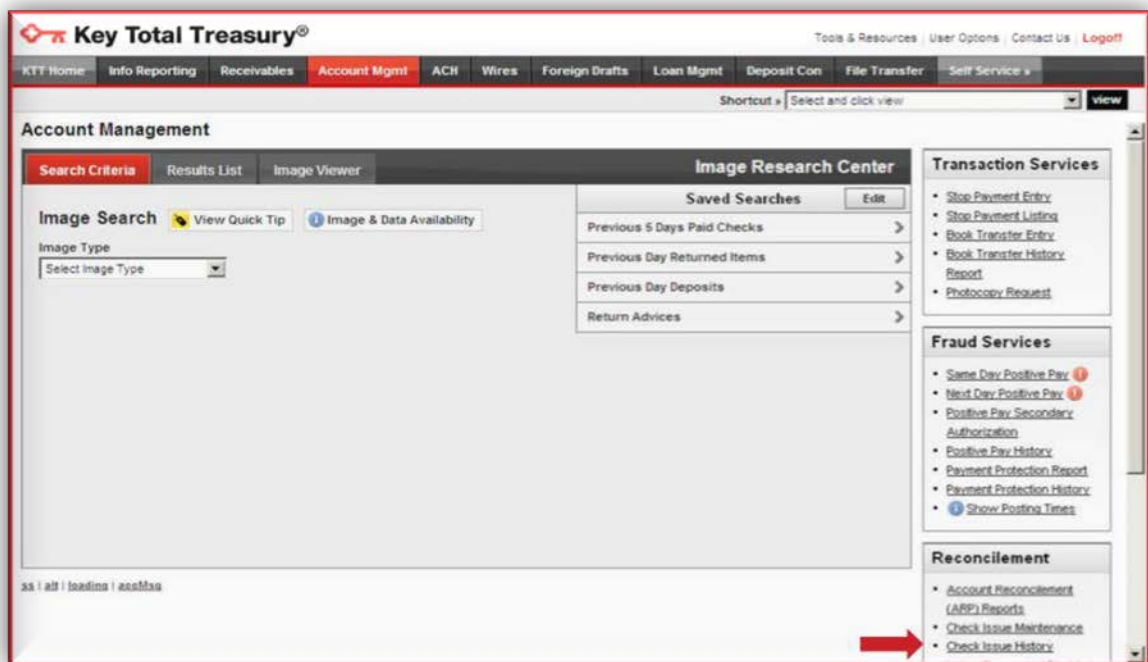 Key Total Treasury®
Tools & Resources User Options Contact Us Logoff
KTT Home Info Reporting Receivables Account Mgmt ACH Wires Foreign Drafts Loan Mgmt Deposit Con File Transfer Self Service »
Shortcut » Select and click view view
Account Management
Search Criteria Results List Image Viewer Image Research Center
Image Search View Quick Tip Image & Data Availability
Image Type
Select Image Type
Saved Searches Edit
Previous 5 Days Paid Checks
Previous Day Returned Items
Previous Day Deposits
Return Advices
ss | alt | loading | accMsg
Transaction Services
Stop Payment Entry
Stop Payment Listing
Book Transfer Entry
Book Transfer History
Report
Photocopy Request
Fraud Services
Same Day Positive Pay
Next Day Positive Pay
Positive Pay Secondary
Authorization
Positive Pay History
Payment Protection Report
Payment Protection History
Show Posting Times
Reconcilement
Account Reconcilement
(ARP) Reports
Check Issue Maintenance
Check Issue History